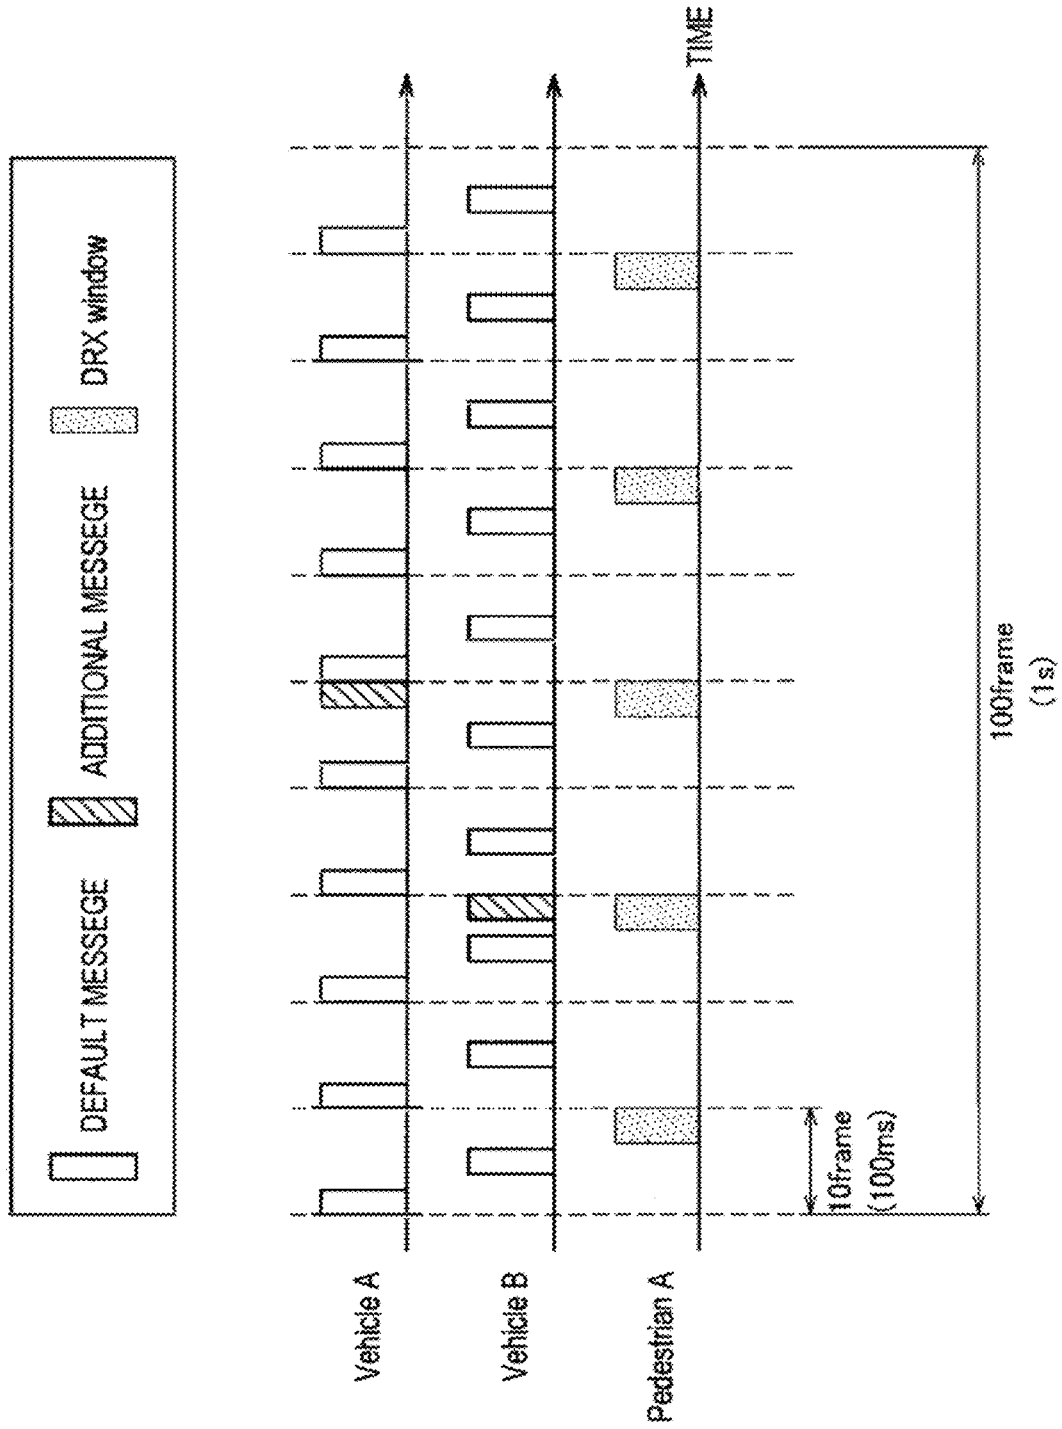 DEFAULT MESSEGE
ADDITIONAL MESSEGE
DRX window
Vehicle A
Vehicle B
Pedestrian A
TIME
10frame
(100ms)
100frame
(1s)